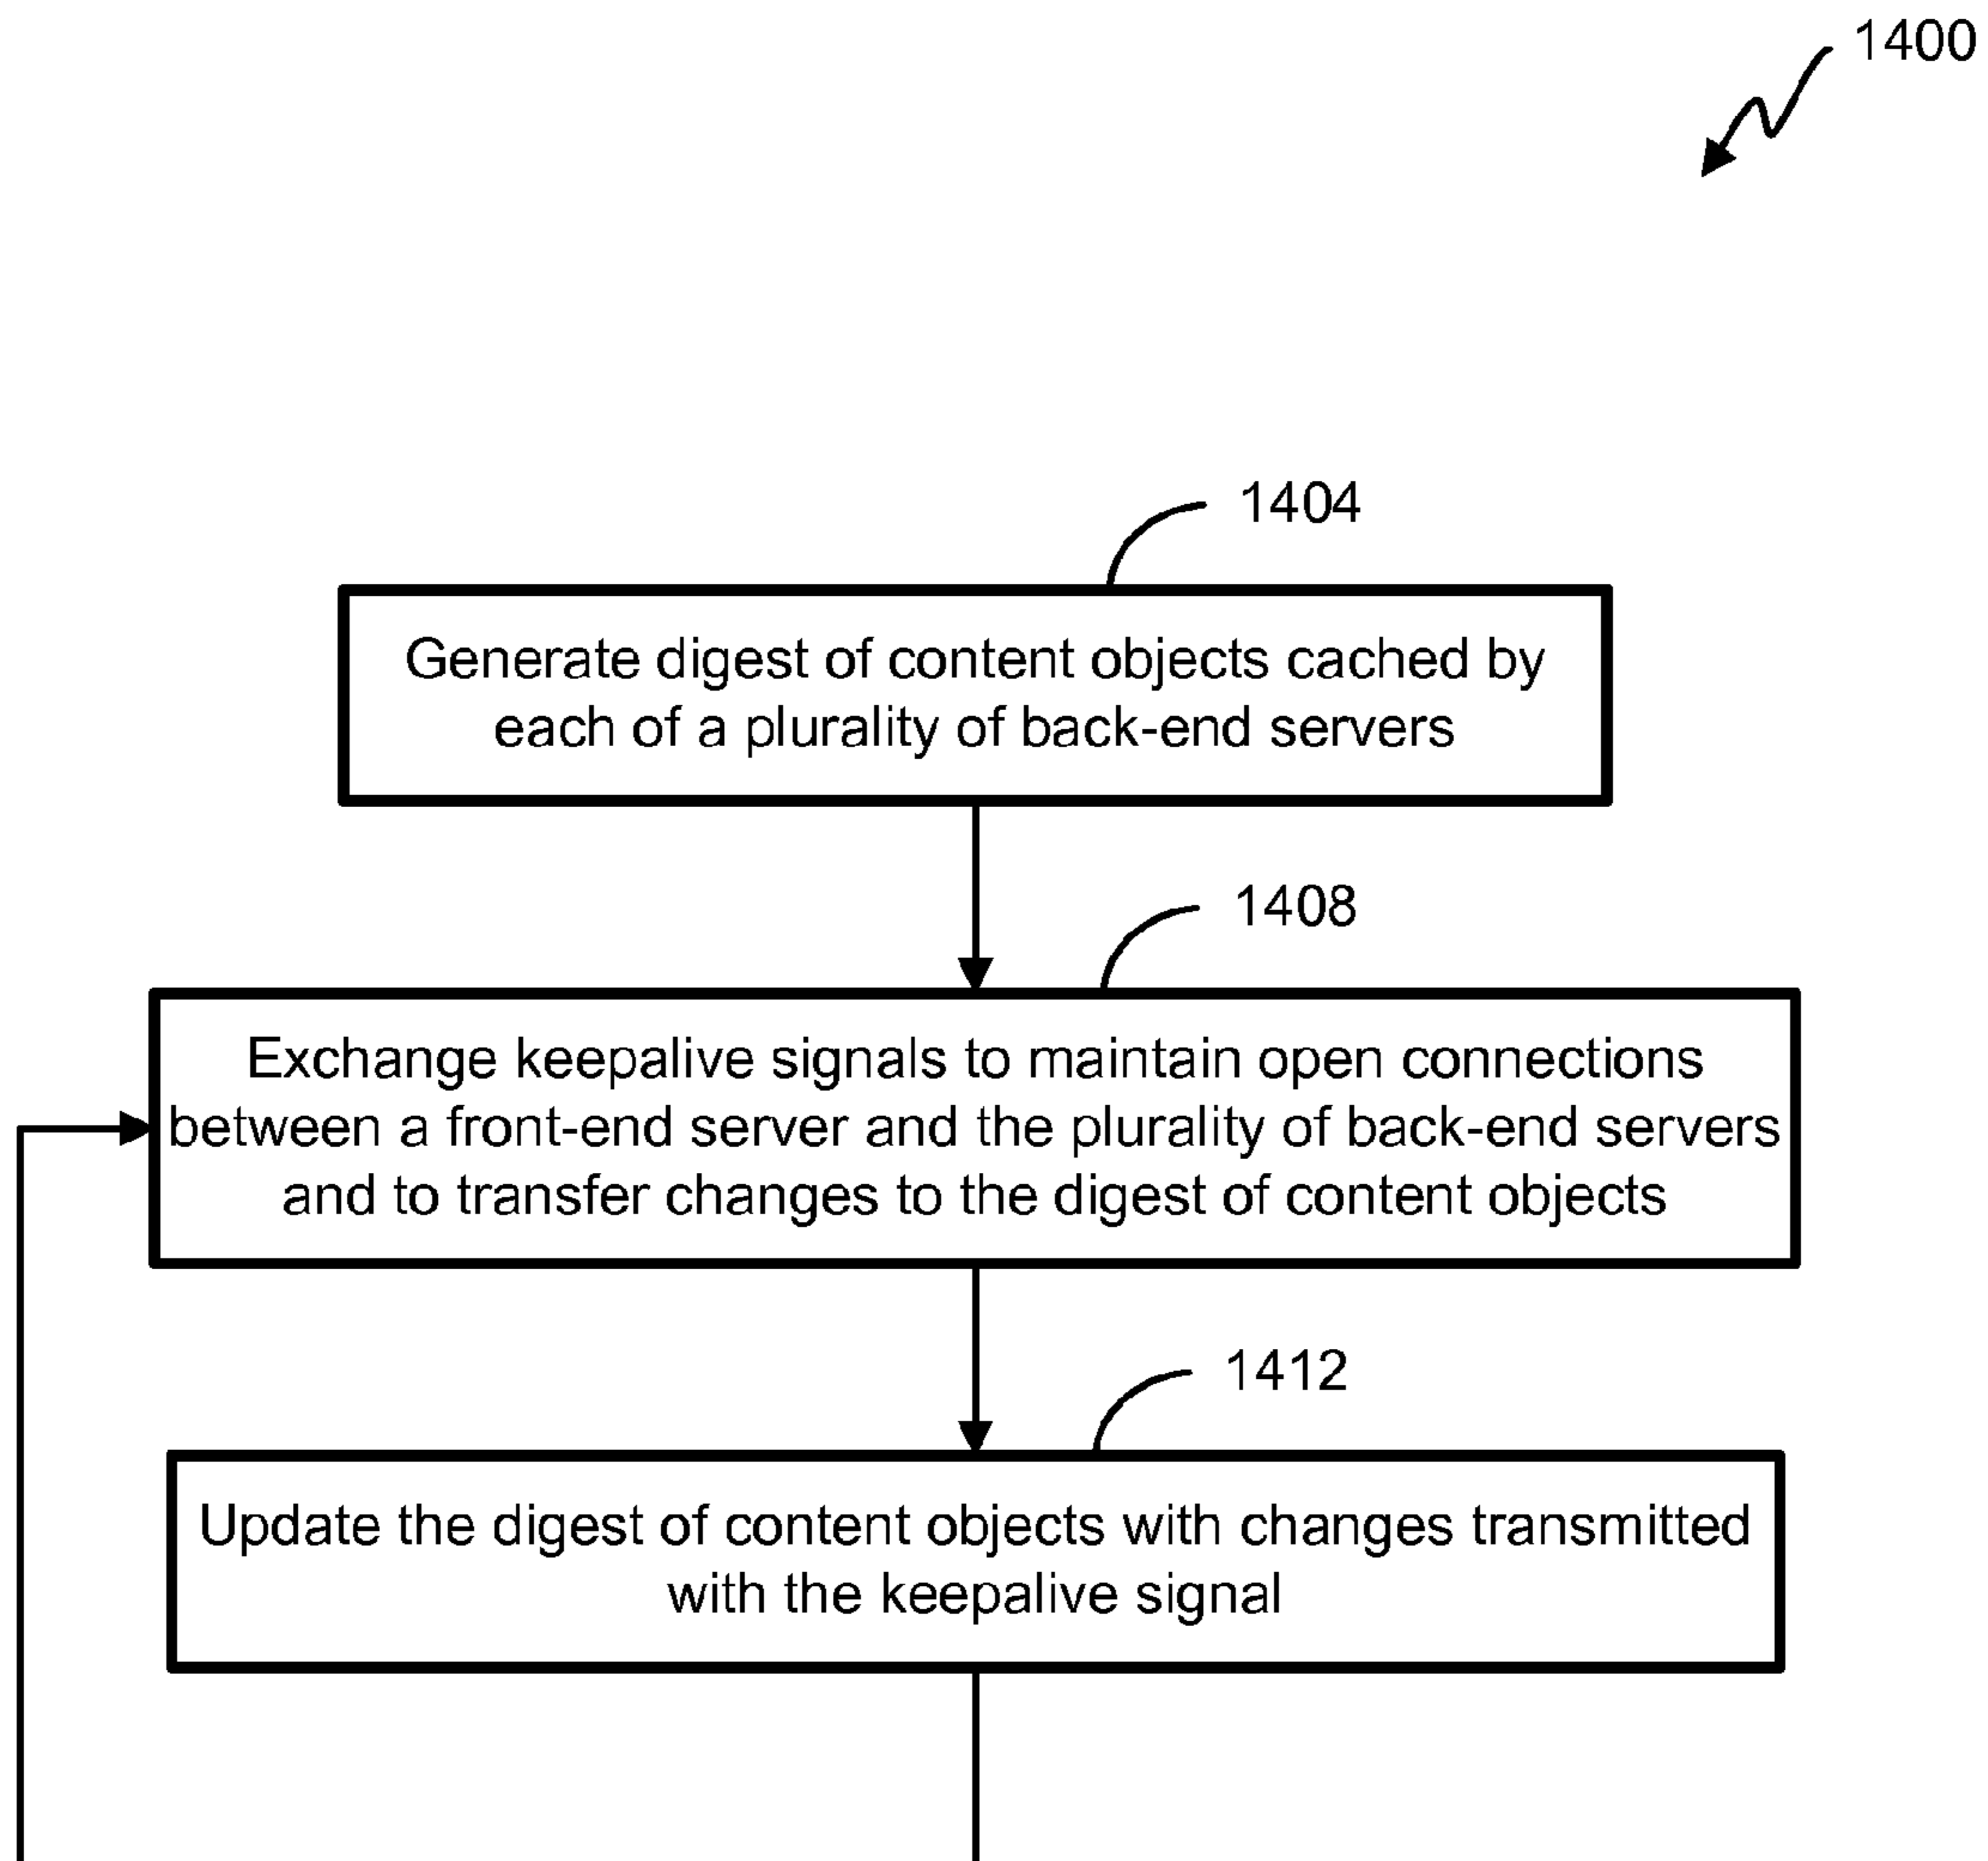 1400
1404
Generate digest of content objects cached by
each of a plurality of back-end servers
1408
Exchange keepalive signals to maintain open connections
between a front-end server and the plurality of back-end servers
and to transfer changes to the digest of content objects
1412
Update the digest of content objects with changes transmitted
with the keepalive signal